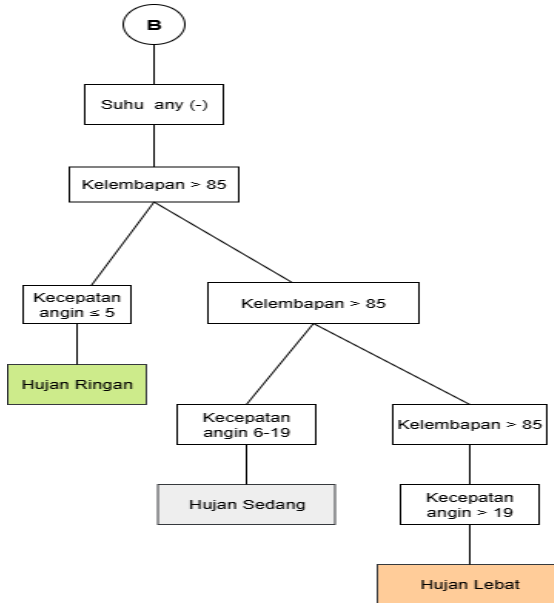 B
Suhu any (-)
Kelembapan > 85
Kecepatan
angin ≤ 5
Kelembapan > 85
Hujan Ringan
Kecepatan
angin 6-19
Kelembapan > 85
Hujan Sedang
Kecepatan
angin > 19
Hujan Lebat